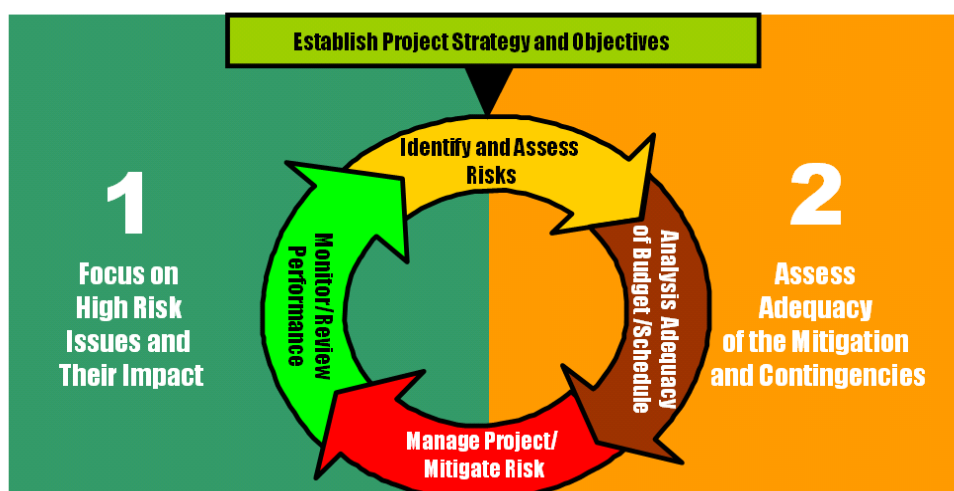 Establish Project Strategy and Objectives
Identify and Assess
Risks
1
Focus on
High Risk
Issues and
Their Impact
2
Assess
Adequacy
of the Mitigation
and Contingencies
Analysis Adequacy
of Budget /Schedule
Manage Project/
Mitigate Risk
Monitor/Review
Performance